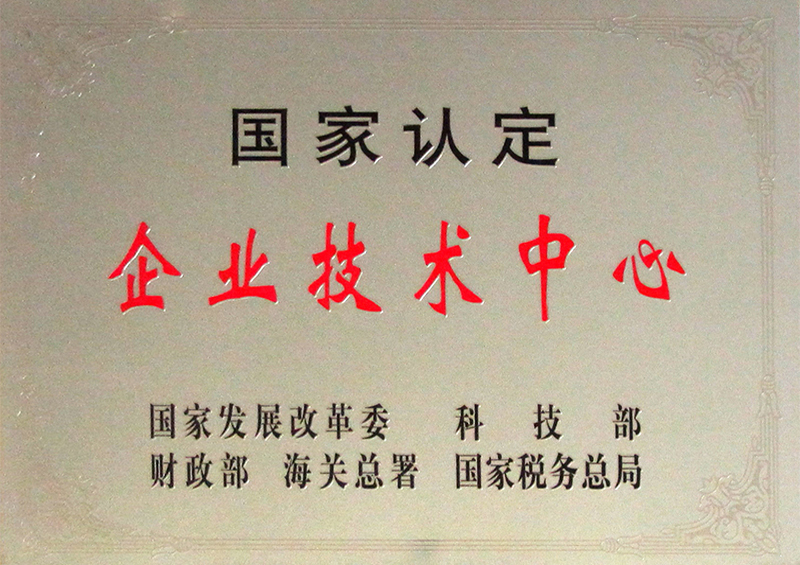 国家认定
企业技术中心
国家发展改革委 科技部
财政部 海关总署 国家税务总局